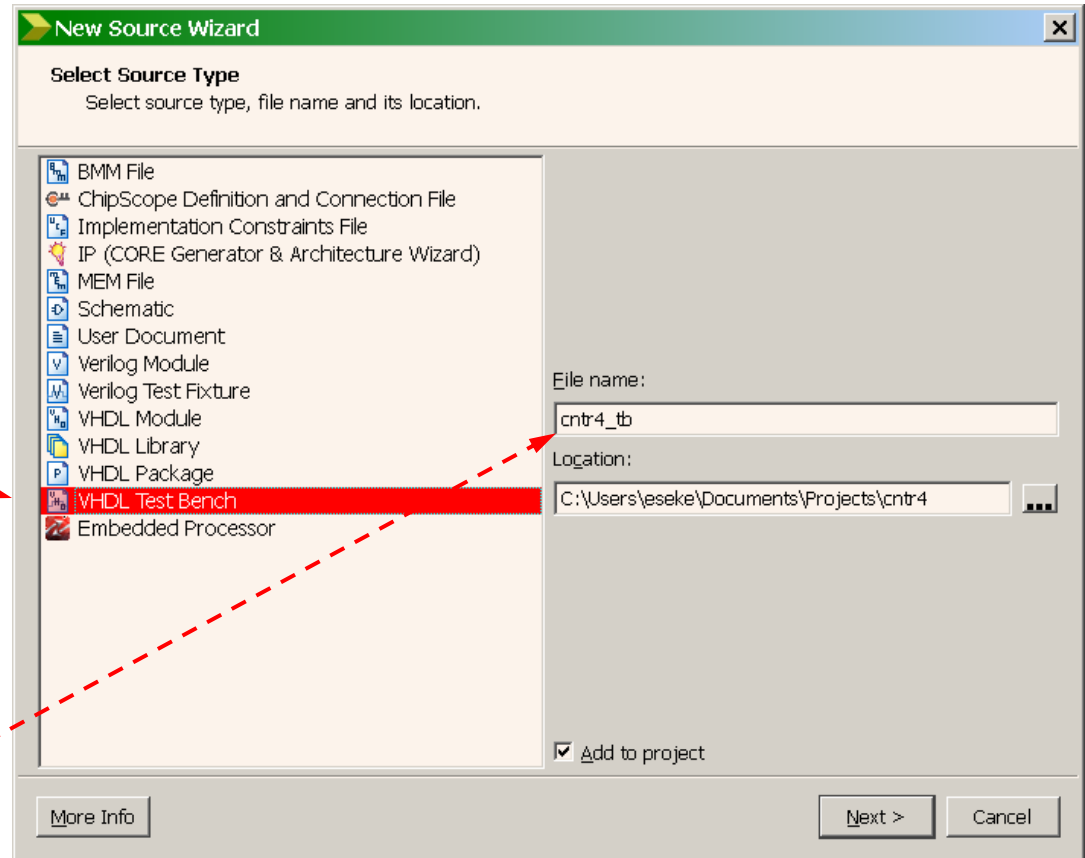 New Source Wizard
Select Source Type
Select source type, file name and its location.
BMM File
ChipScope Definition and Connection File
Implementation Constraints File
IP (CORE Generator & Architecture Wizard)
MEM File
Schematic
User Document
Verilog Module
Verilog Test Fixture
VHDL Module
VHDL Library
VHDL Package
VHDL Test Bench
Embedded Processor
File name:
cntr4_tb
Location:
C:\Users\eseke\Documents\Projects\cntr4
...
Add to project
More Info
Next >
Cancel